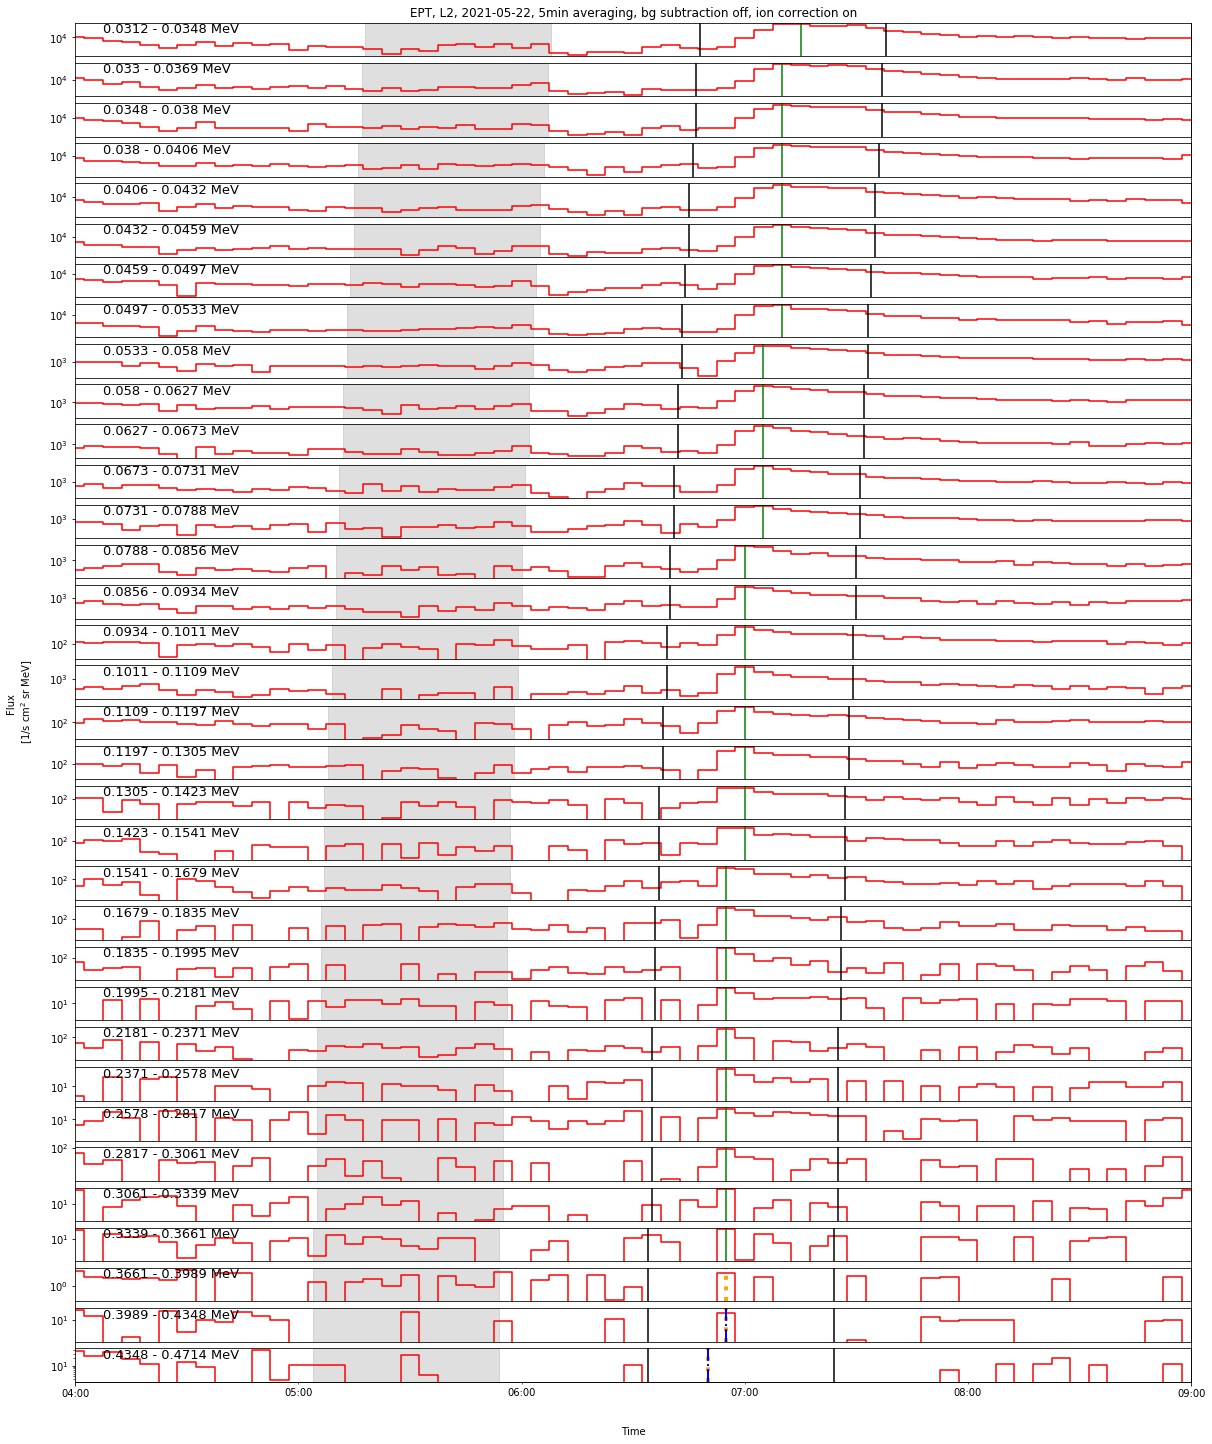 EPT, L2, 2021-05-22, 5min averaging, bg subtraction off, ion correction on
10⁴ 0.0312 - 0.0348 MeV
10⁴ 0.033 - 0.0369 MeV
10⁴ 0.0348 - 0.038 MeV
10⁴ 0.038 - 0.0406 MeV
10⁴ 0.0406 - 0.0432 MeV
10⁴ 0.0432 - 0.0459 MeV
10⁴ 0.0459 - 0.0497 MeV
10⁴ 0.0497 - 0.0533 MeV
10³ 0.0533 - 0.058 MeV
10³ 0.058 - 0.0627 MeV
10³ 0.0627 - 0.0673 MeV
10³ 0.0673 - 0.0731 MeV
10³ 0.0731 - 0.0788 MeV
10³ 0.0788 - 0.0856 MeV
10³ 0.0856 - 0.0934 MeV
10² 0.0934 - 0.1011 MeV
10³ 0.1011 - 0.1109 MeV
10² 0.1109 - 0.1197 MeV
10² 0.1197 - 0.1305 MeV
10² 0.1305 - 0.1423 MeV
10² 0.1423 - 0.1541 MeV
10² 0.1541 - 0.1679 MeV
10² 0.1679 - 0.1835 MeV
10² 0.1835 - 0.1995 MeV
10¹ 0.1995 - 0.2181 MeV
10² 0.2181 - 0.2371 MeV
10¹ 0.2371 - 0.2578 MeV
10¹ 0.2578 - 0.2817 MeV
10² 0.2817 - 0.3061 MeV
10¹ 0.3061 - 0.3339 MeV
10¹ 0.3339 - 0.3661 MeV
10⁰ 0.3661 - 0.3989 MeV
10¹ 0.3989 - 0.4348 MeV
10¹ 0.4348 - 0.4714 MeV
Flux
[1/s cm² sr MeV]
04:00 05:00 06:00 07:00 08:00 09:00
Time